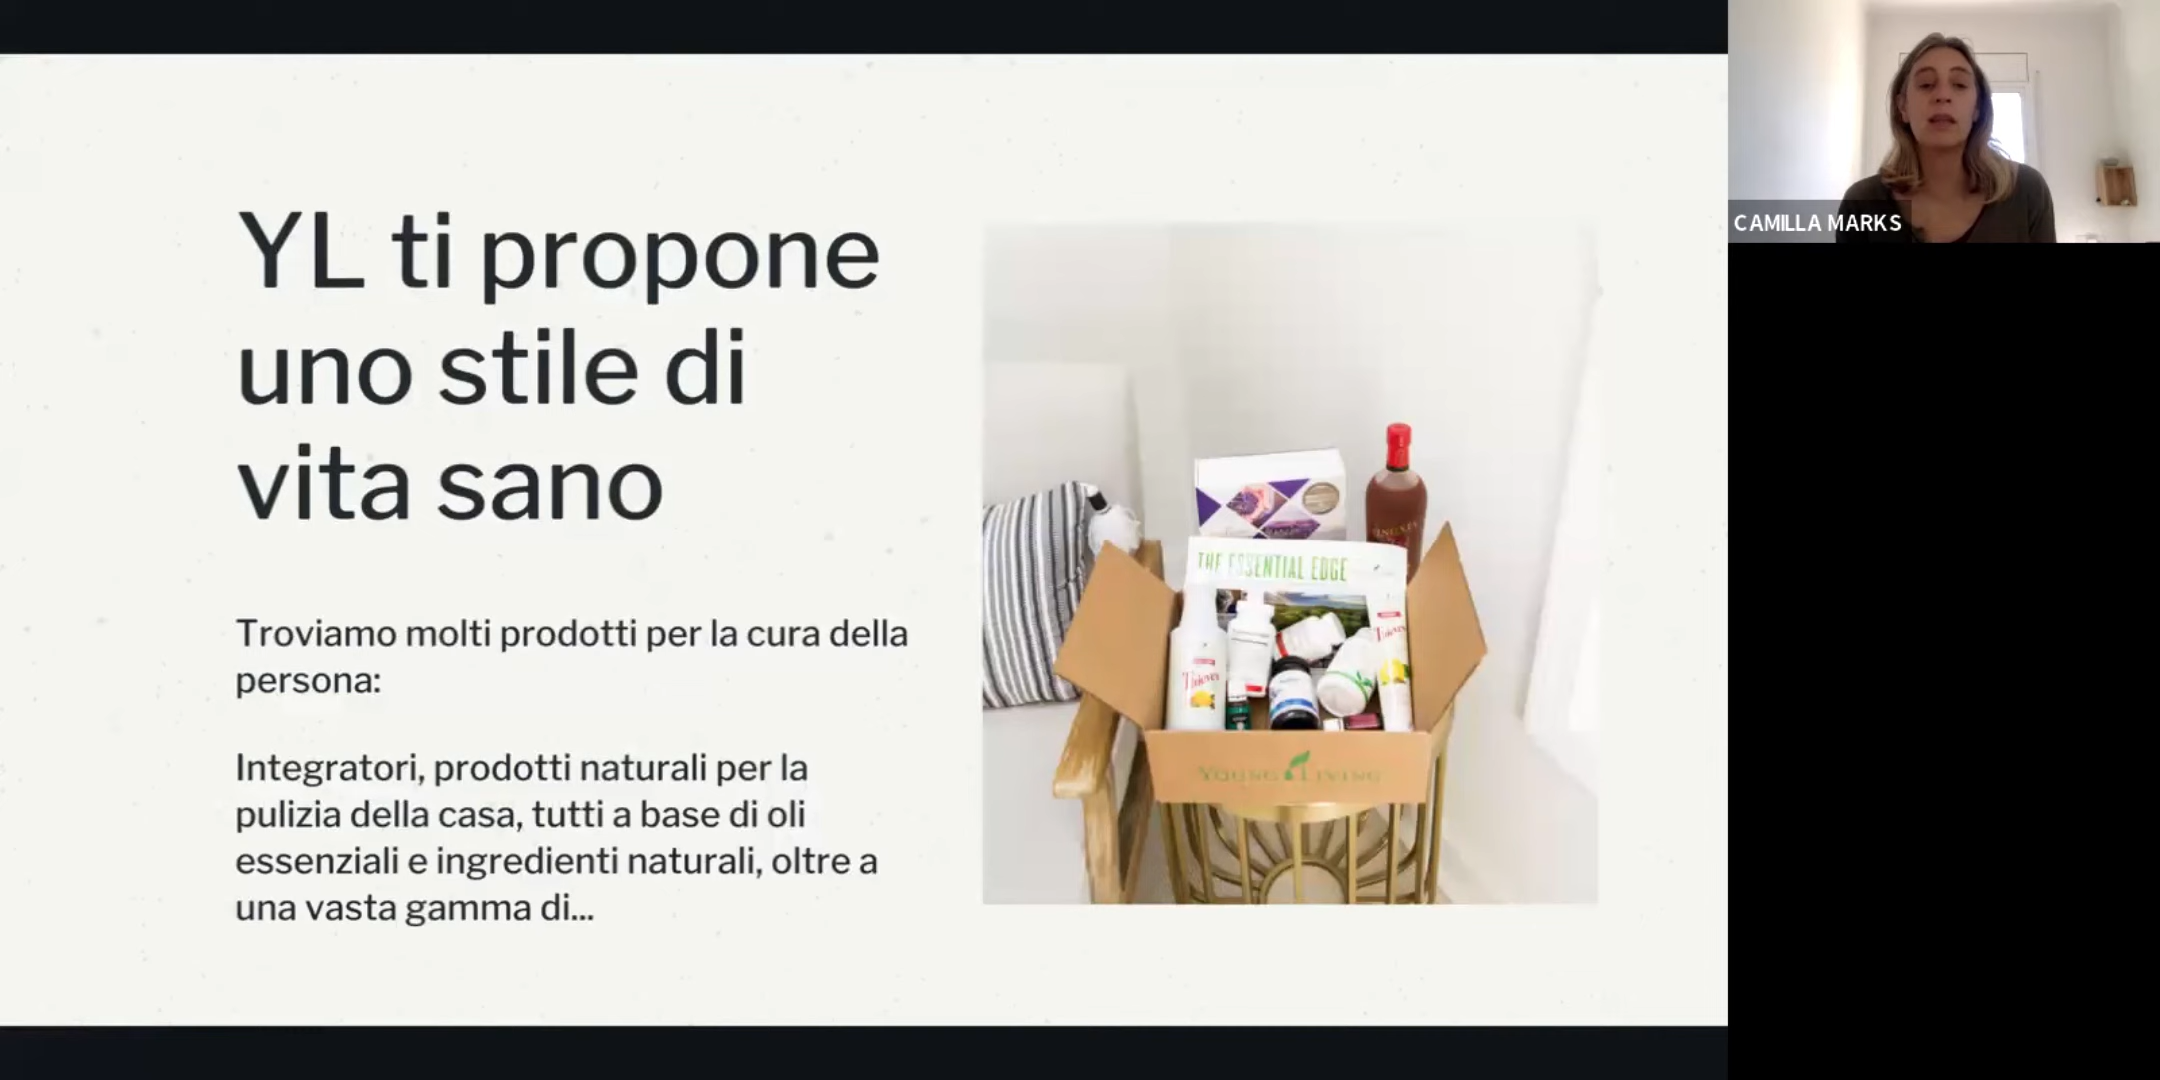 YL ti propone
uno stile di
vita sano
Troviamo molti prodotti per la cura della
persona:
Integratori, prodotti naturali per la
pulizia della casa, tutti a base di oli
essenziali e ingredienti naturali, oltre a
una vasta gamma di...
THE ESSENTIAL EDGE
Thieves
Thieves
YOUNG LIVING
CAMILLA MARKS